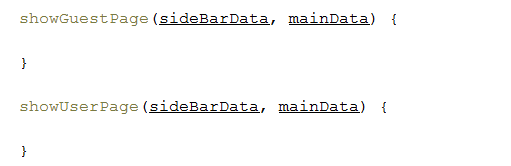 showGuestPage(sideBarData, mainData) {
}
showUserPage(sideBarData, mainData) {
}